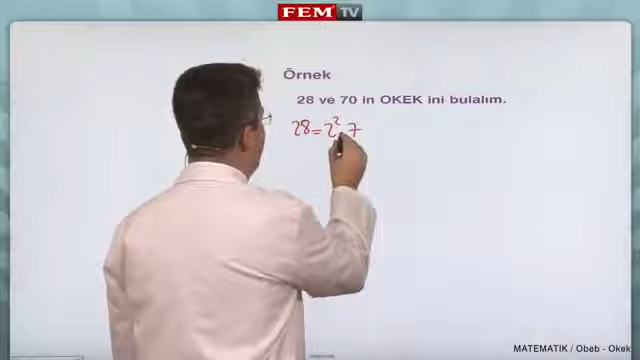 FEM TV
Örnek
28 ve 70 in OKEK ini bulalım.
28=2².7
MATEMATIK / Obeb - Okek